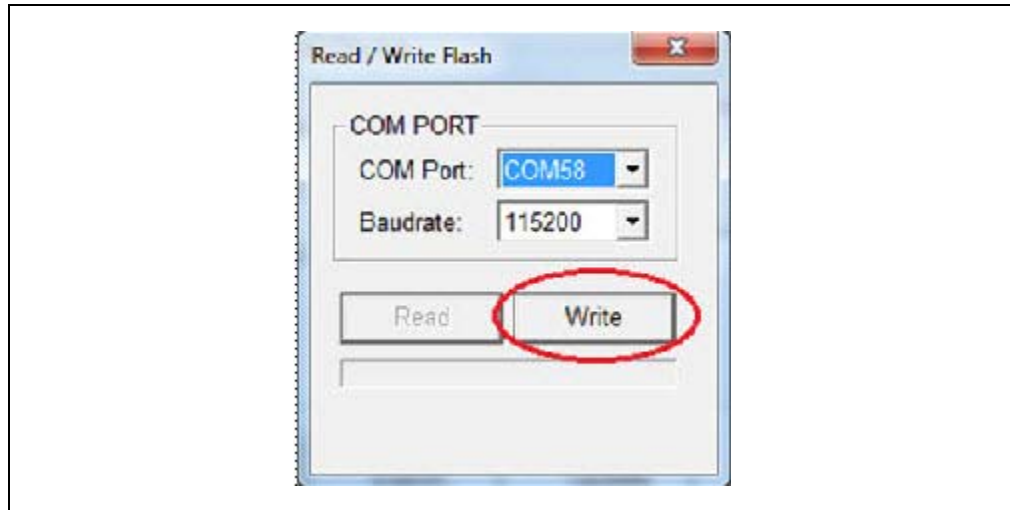 Read / Write Flash
COM PORT
COM Port: COM58
Baudrate: 115200
Read Write